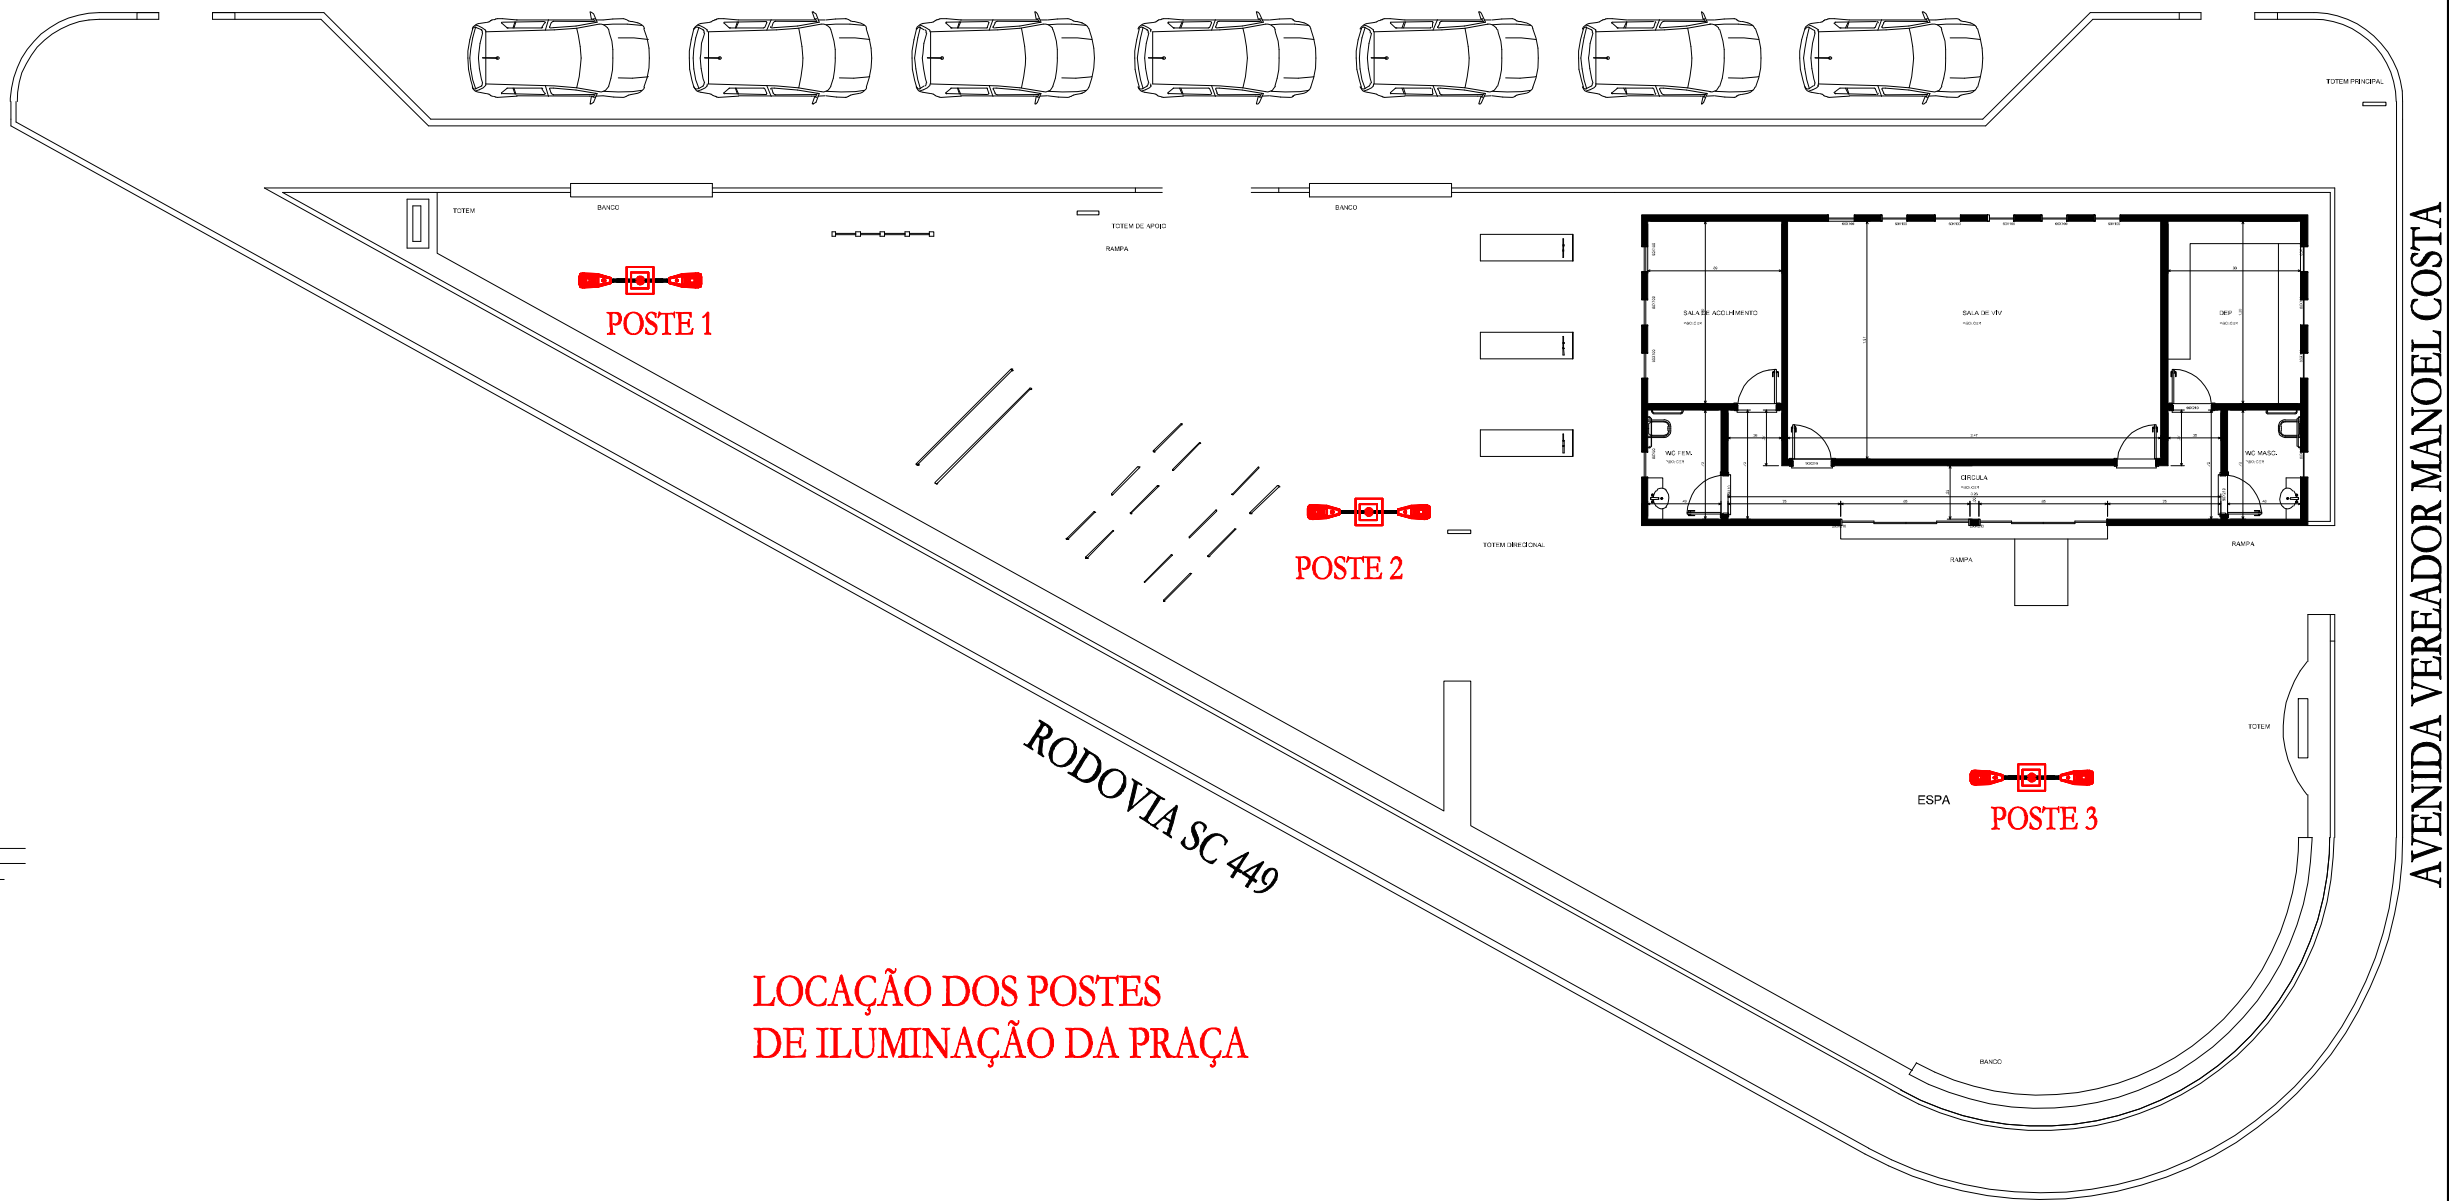 TOTEM PRINCIPAL
TOTEM
BANCO
TOTEM DE APOIO
RAMPA
BANCO
POSTE 1
SALA DE ACOLHIMENTO
SALA DE VIV
DEP
WC FEM.
WC MASC.
CIRCULA
POSTE 2
TOTEM DIRECIONAL
RAMPA
RAMPA
TOTEM
ESPA
POSTE 3
RODOVIA SC 449
AVENIDA VEREADOR MANOEL COSTA
LOCAÇÃO DOS POSTES
DE ILUMINAÇÃO DA PRAÇA
BANCO